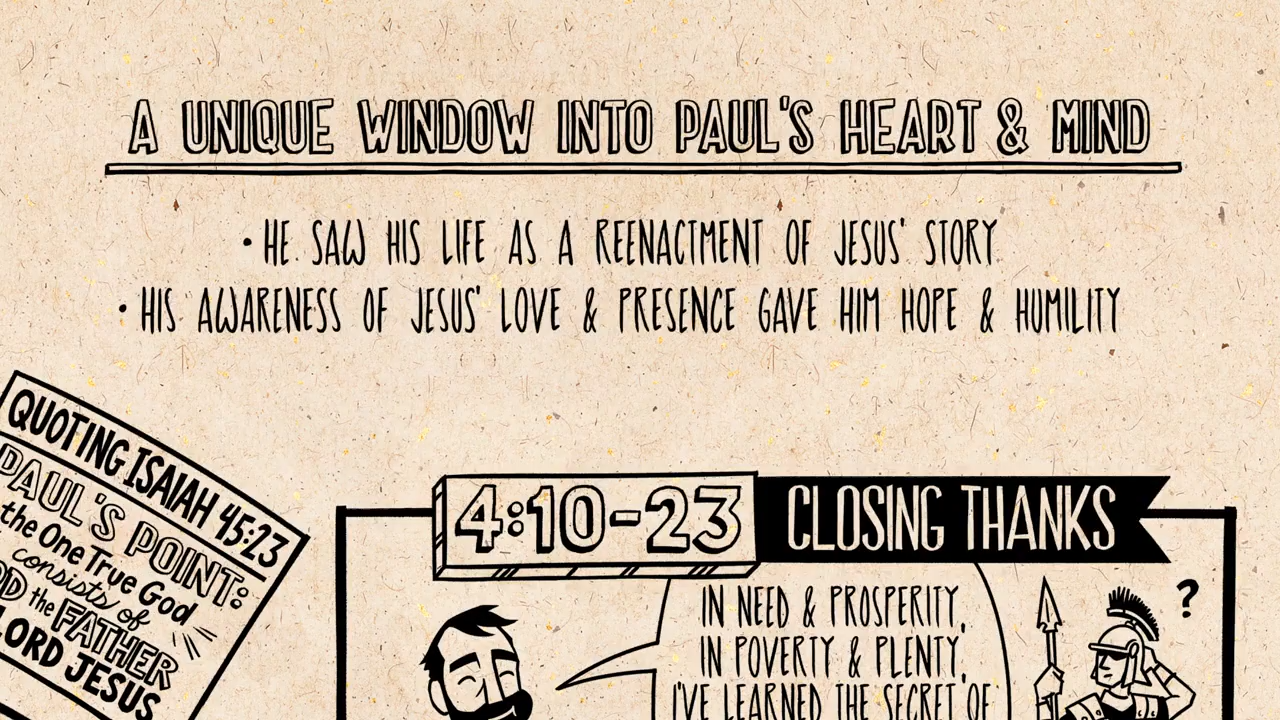 A UNIQUE WINDOW INTO PAUL'S HEART & MIND
• HE SAW HIS LIFE AS A REENACTMENT OF JESUS' STORY
• HIS AWARENESS OF JESUS' LOVE & PRESENCE GAVE HIM HOPE & HUMILITY
QUOTING ISAIAH 45:23
PAUL'S POINT:
the One True God
consists of
the FATHER
LORD JESUS
4:10-23 CLOSING THANKS
IN NEED & PROSPERITY,
IN POVERTY & PLENTY,
I'VE LEARNED THE SECRET OF
?